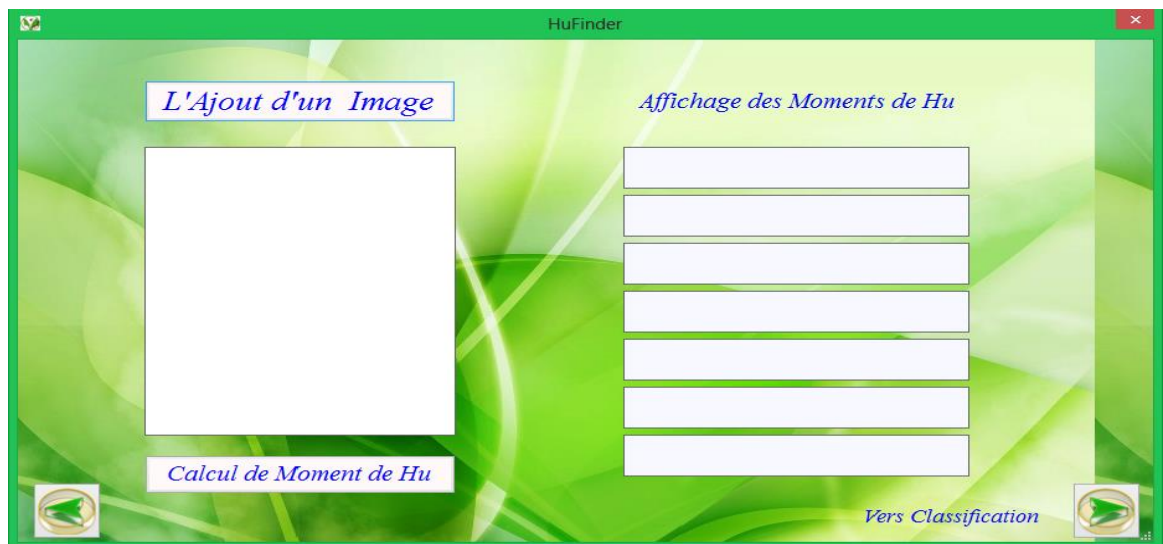 HuFinder
L'Ajout d'un Image
Affichage des Moments de Hu
Calcul de Moment de Hu
Vers Classification